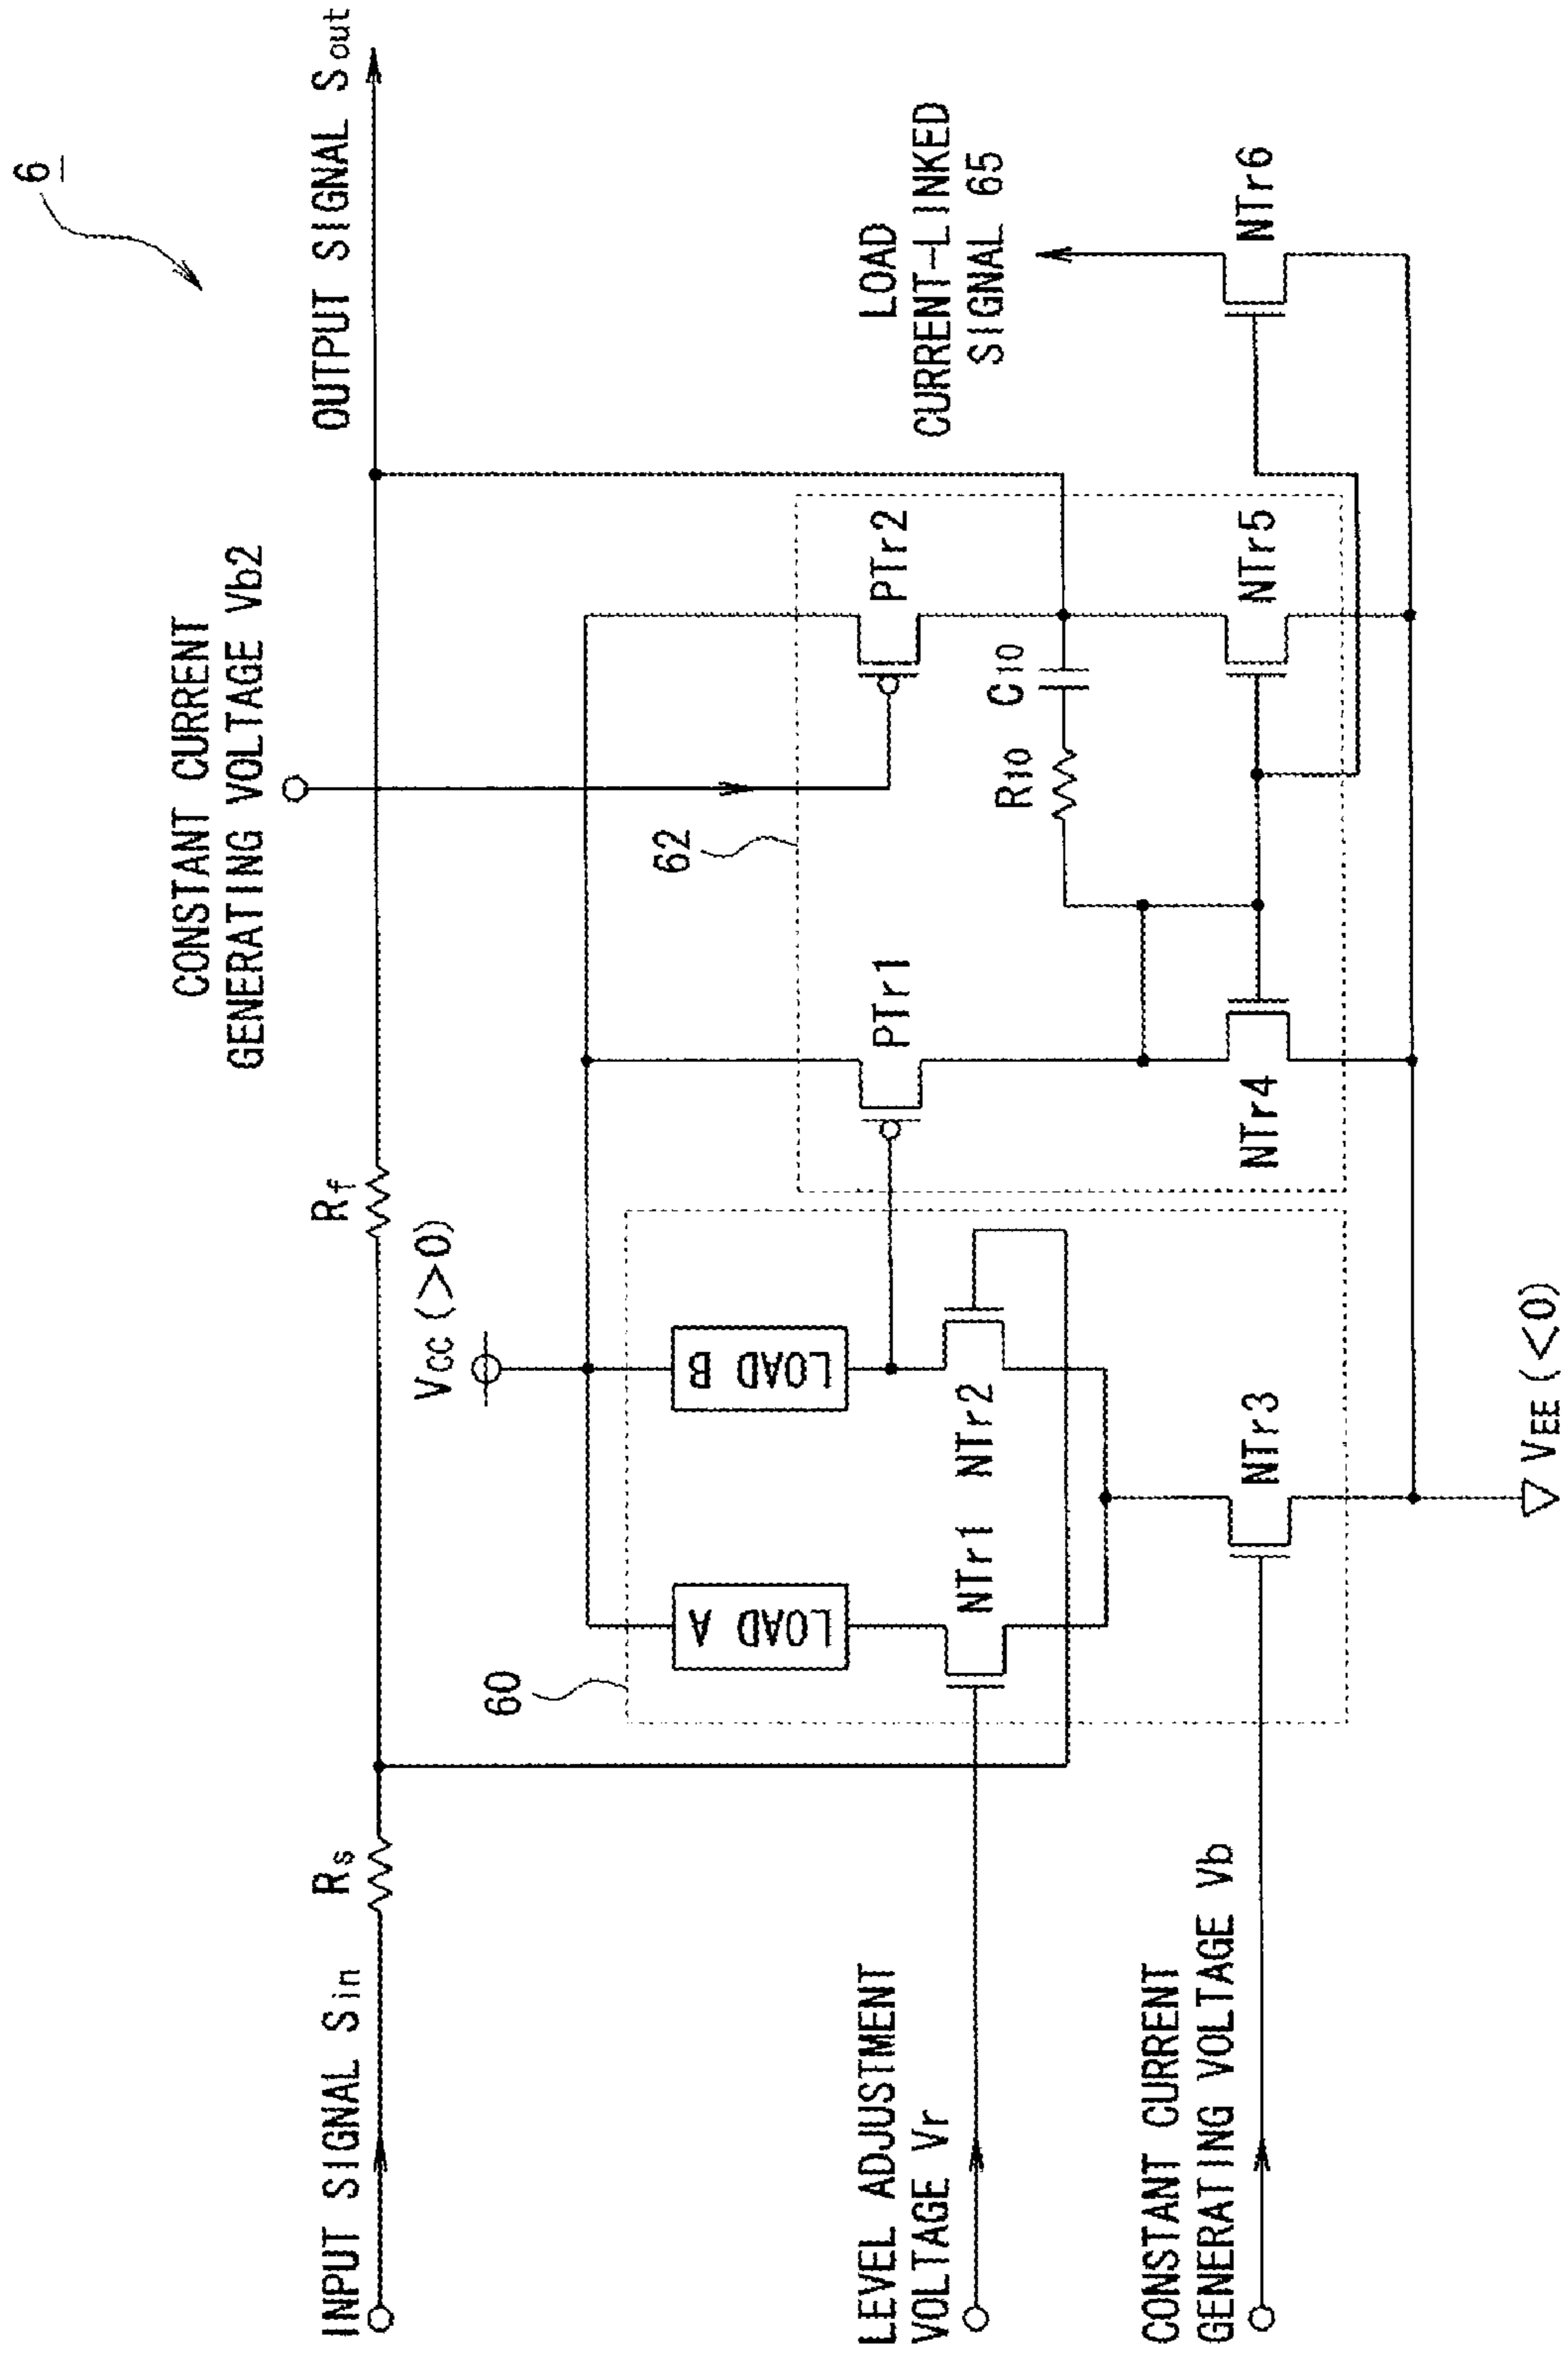 6
OUTPUT SIGNAL Sout
CONSTANT CURRENT
GENERATING VOLTAGE Vb2
Rf
INPUT SIGNAL Sin
Rs
VCC (>0)
LOAD
CURRENT-LINKED
SIGNAL 65
60
62
LOAD A
LOAD B
PTr1
PTr2
R10
C10
NTr1
NTr2
NTr3
NTr4
NTr5
NTr6
LEVEL ADJUSTMENT
VOLTAGE Vr
CONSTANT CURRENT
GENERATING VOLTAGE Vb
VEE (<0)